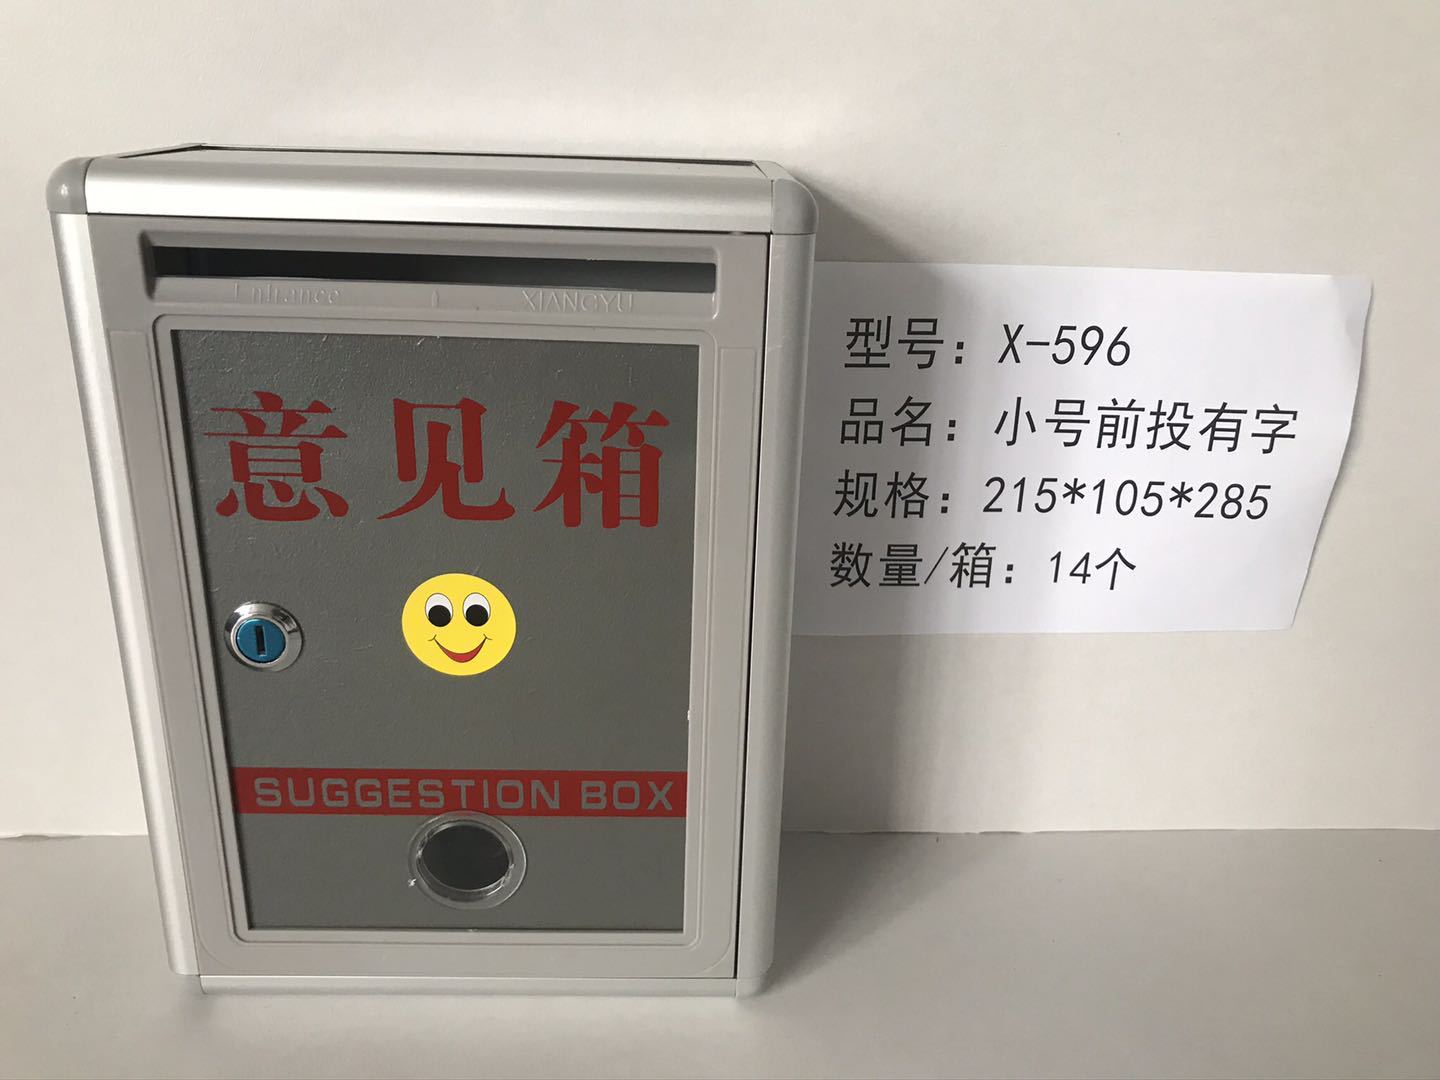 Entrance XIANGYU
意见箱
SUGGESTION BOX
型号：X-596
品名：小号前投有字
规格：215*105*285
数量/箱：14个